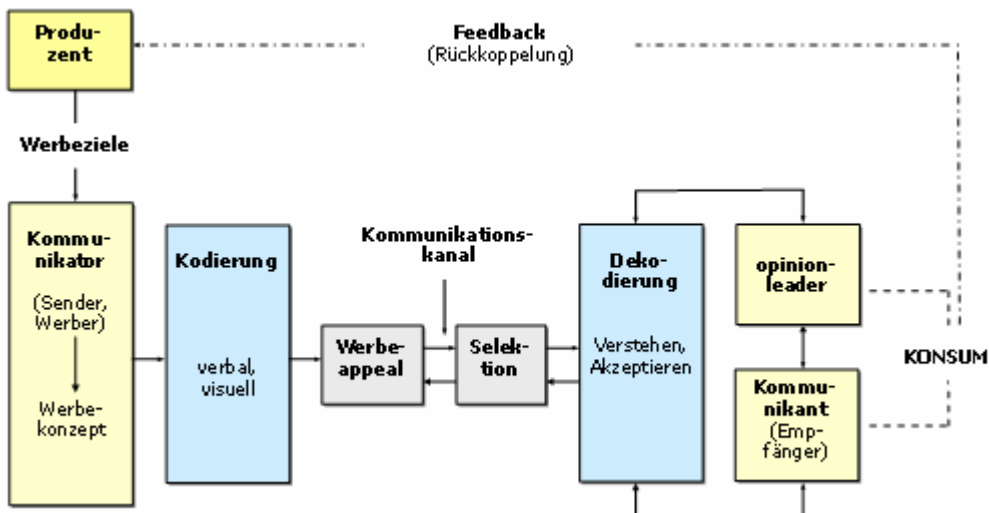 Produ-
zent
Feedback
(Rückkoppelung)
Werbeziele
Kommu-
nikator
(Sender,
Werber)
Werbe-
konzept
Kodierung
verbal,
visuell
Kommunikations-
kanal
Werbe-
appeal
Selek-
tion
Deko-
dierung
Verstehen,
Akzeptieren
opinion-
leader
Kommu-
nikant
(Emp-
fänger)
KONSUM